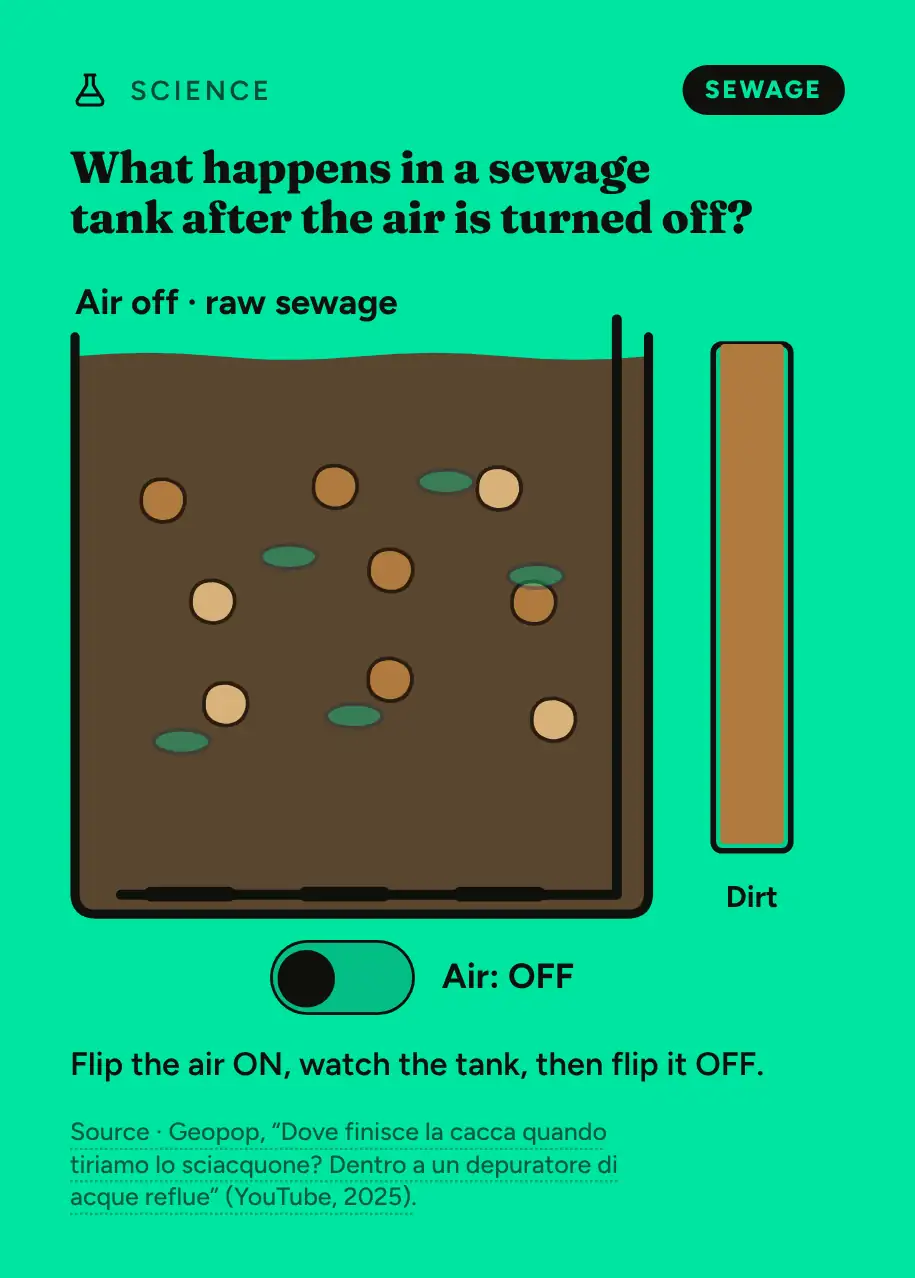 SCIENCE
SEWAGE
What happens in a sewage
tank after the air is turned off?
Air off · raw sewage
Dirt
Air: OFF
Flip the air ON, watch the tank, then flip it OFF.
Source · Geopop, “Dove finisce la cacca quando
tiriamo lo sciacquone? Dentro a un depuratore di
acque reflue” (YouTube, 2025).